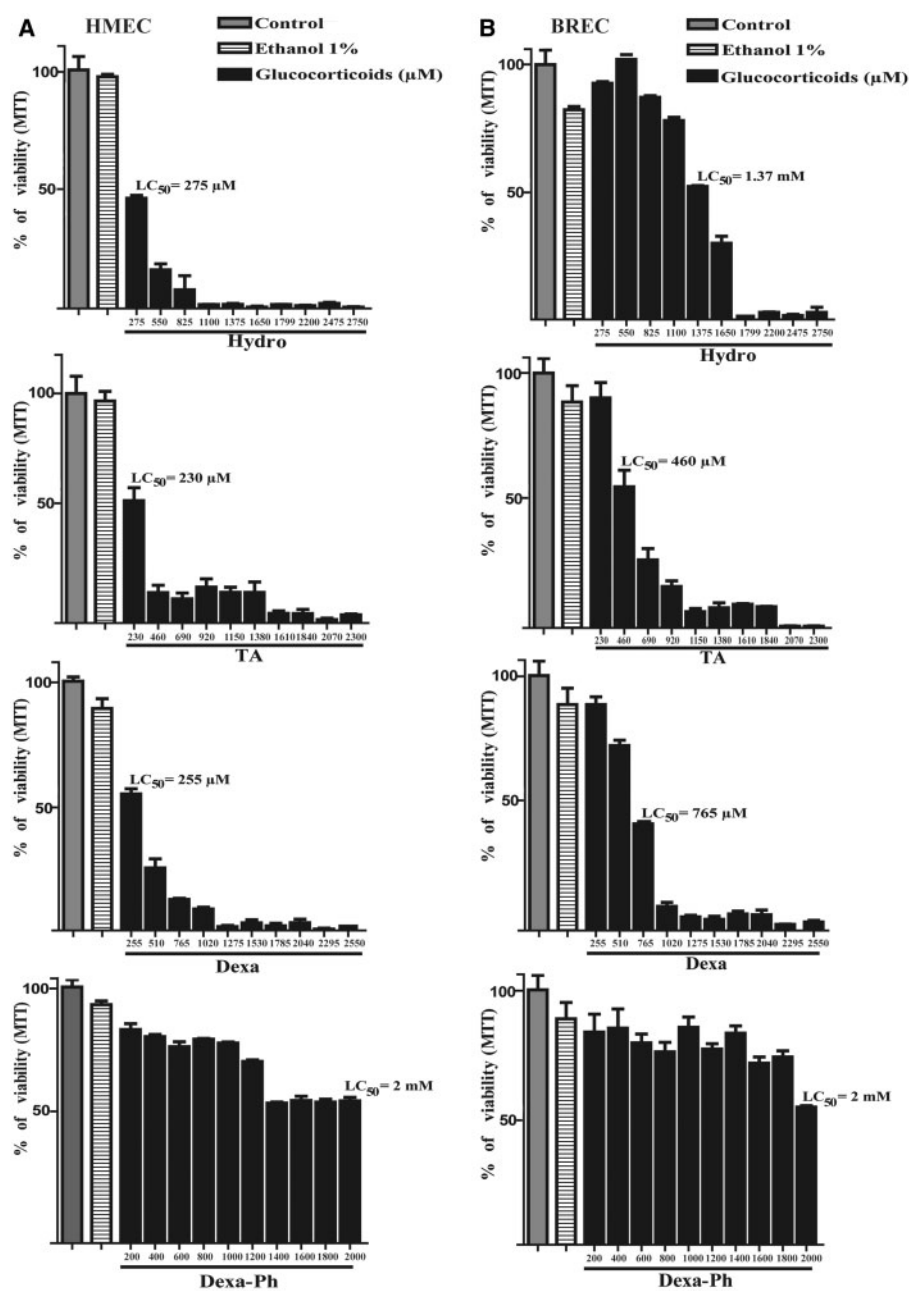 A HMEC
Control
Ethanol 1%
Glucocorticoids (µM)
% of viability (MTT)
100
50
LC50= 275 µM
275 550 825 1100 1375 1650 1799 2200 2475 2750
Hydro
% of viability (MTT)
100
50
LC50= 230 µM
230 460 690 920 1150 1380 1610 1840 2070 2300
TA
% of viability (MTT)
100
50
LC50= 255 µM
255 510 765 1020 1275 1530 1785 2040 2295 2550
Dexa
% of viability (MTT)
100
50
LC50= 2 mM
200 400 600 800 1000 1200 1400 1600 1800 2000
Dexa-Ph
B BREC
Control
Ethanol 1%
Glucocorticoids (µM)
% of viability (MTT)
100
50
LC50= 1.37 mM
275 550 825 1100 1375 1650 1799 2200 2475 2750
Hydro
% of viability (MTT)
100
50
LC50= 460 µM
230 460 690 920 1150 1380 1610 1840 2070 2300
TA
% of viability (MTT)
100
50
LC50= 765 µM
255 510 765 1020 1275 1530 1785 2040 2295 2550
Dexa
% of viability (MTT)
100
50
LC50= 2 mM
200 400 600 800 1000 1200 1400 1600 1800 2000
Dexa-Ph